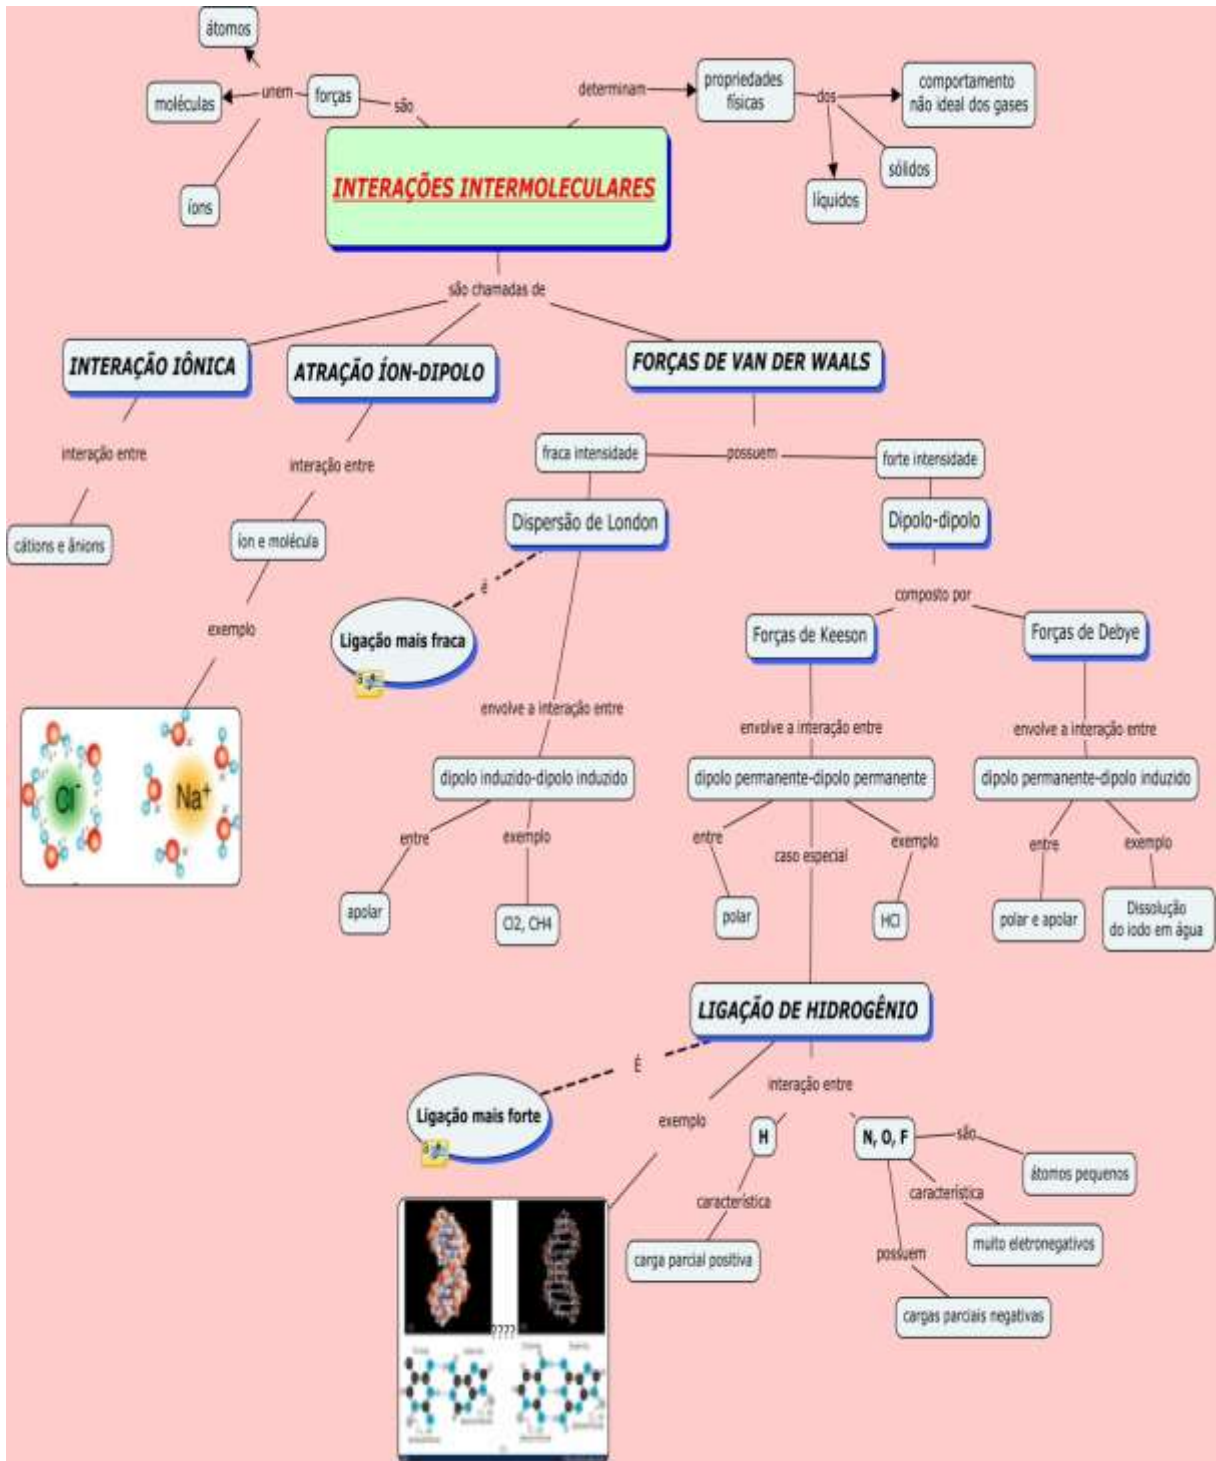 átomos
moléculas
unem
forças
são
íons
determinam
propriedades
físicas
dos
comportamento
não ideal dos gases
sólidos
líquidos
INTERAÇÕES INTERMOLECULARES
são chamadas de
INTERAÇÃO IÔNICA
ATRAÇÃO ÍON-DIPOLO
FORÇAS DE VAN DER WAALS
interação entre
interação entre
fraca intensidade
possuem
forte intensidade
cátions e ânions
íon e molécula
Dispersão de London
Dipolo-dipolo
é
composto por
exemplo
Ligação mais fraca
Forças de Keeson
Forças de Debye
envolve a interação entre
envolve a interação entre
envolve a interação entre
Cl-
Na+
dipolo induzido-dipolo induzido
dipolo permanente-dipolo permanente
dipolo permanente-dipolo induzido
entre
exemplo
entre
caso especial
exemplo
entre
exemplo
apolar
Cl2, CH4
polar
HCl
polar e apolar
Dissolução
do iodo em água
LIGAÇÃO DE HIDROGÊNIO
É
interação entre
Ligação mais forte
exemplo
H
N, O, F
são
átomos pequenos
característica
característica
carga parcial positiva
muito eletronegativos
possuem
cargas parciais negativas
????